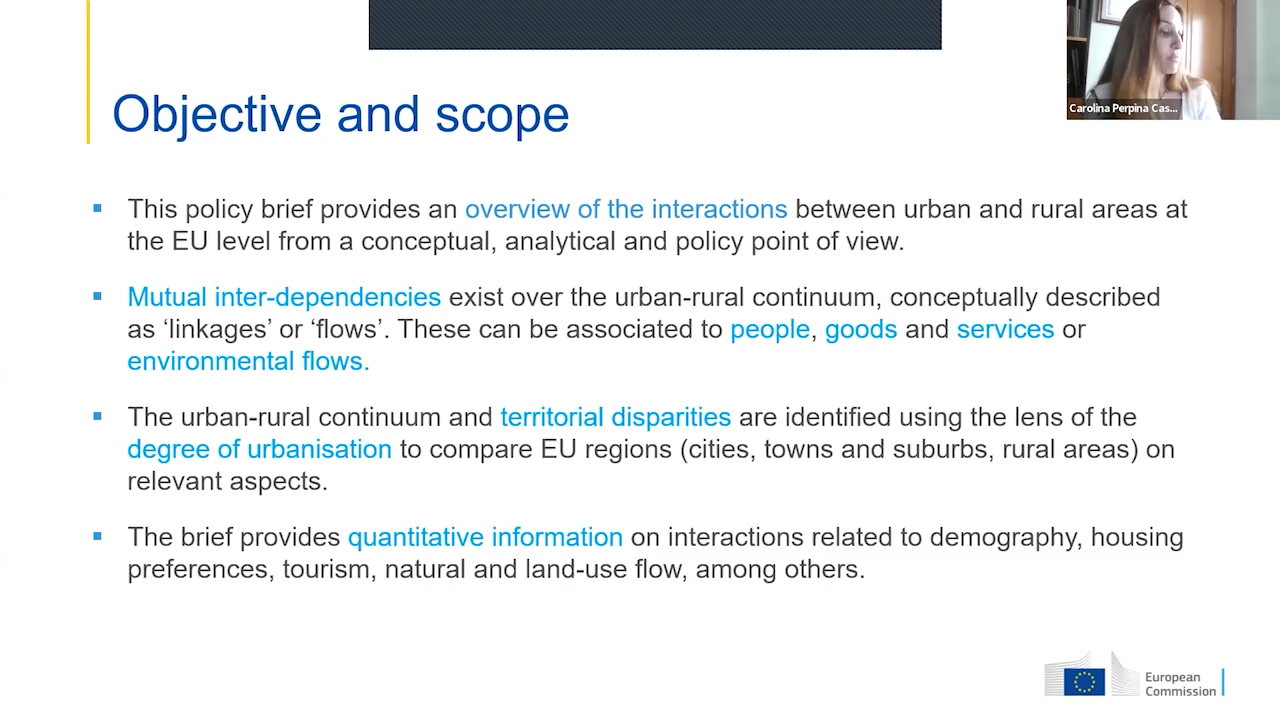 Carolina Perpina Cas...
Objective and scope
▪ This policy brief provides an overview of the interactions between urban and rural areas at
the EU level from a conceptual, analytical and policy point of view.
▪ Mutual inter-dependencies exist over the urban-rural continuum, conceptually described
as ‘linkages’ or ‘flows’. These can be associated to people, goods and services or
environmental flows.
▪ The urban-rural continuum and territorial disparities are identified using the lens of the
degree of urbanisation to compare EU regions (cities, towns and suburbs, rural areas) on
relevant aspects.
▪ The brief provides quantitative information on interactions related to demography, housing
preferences, tourism, natural and land-use flow, among others.
European
Commission